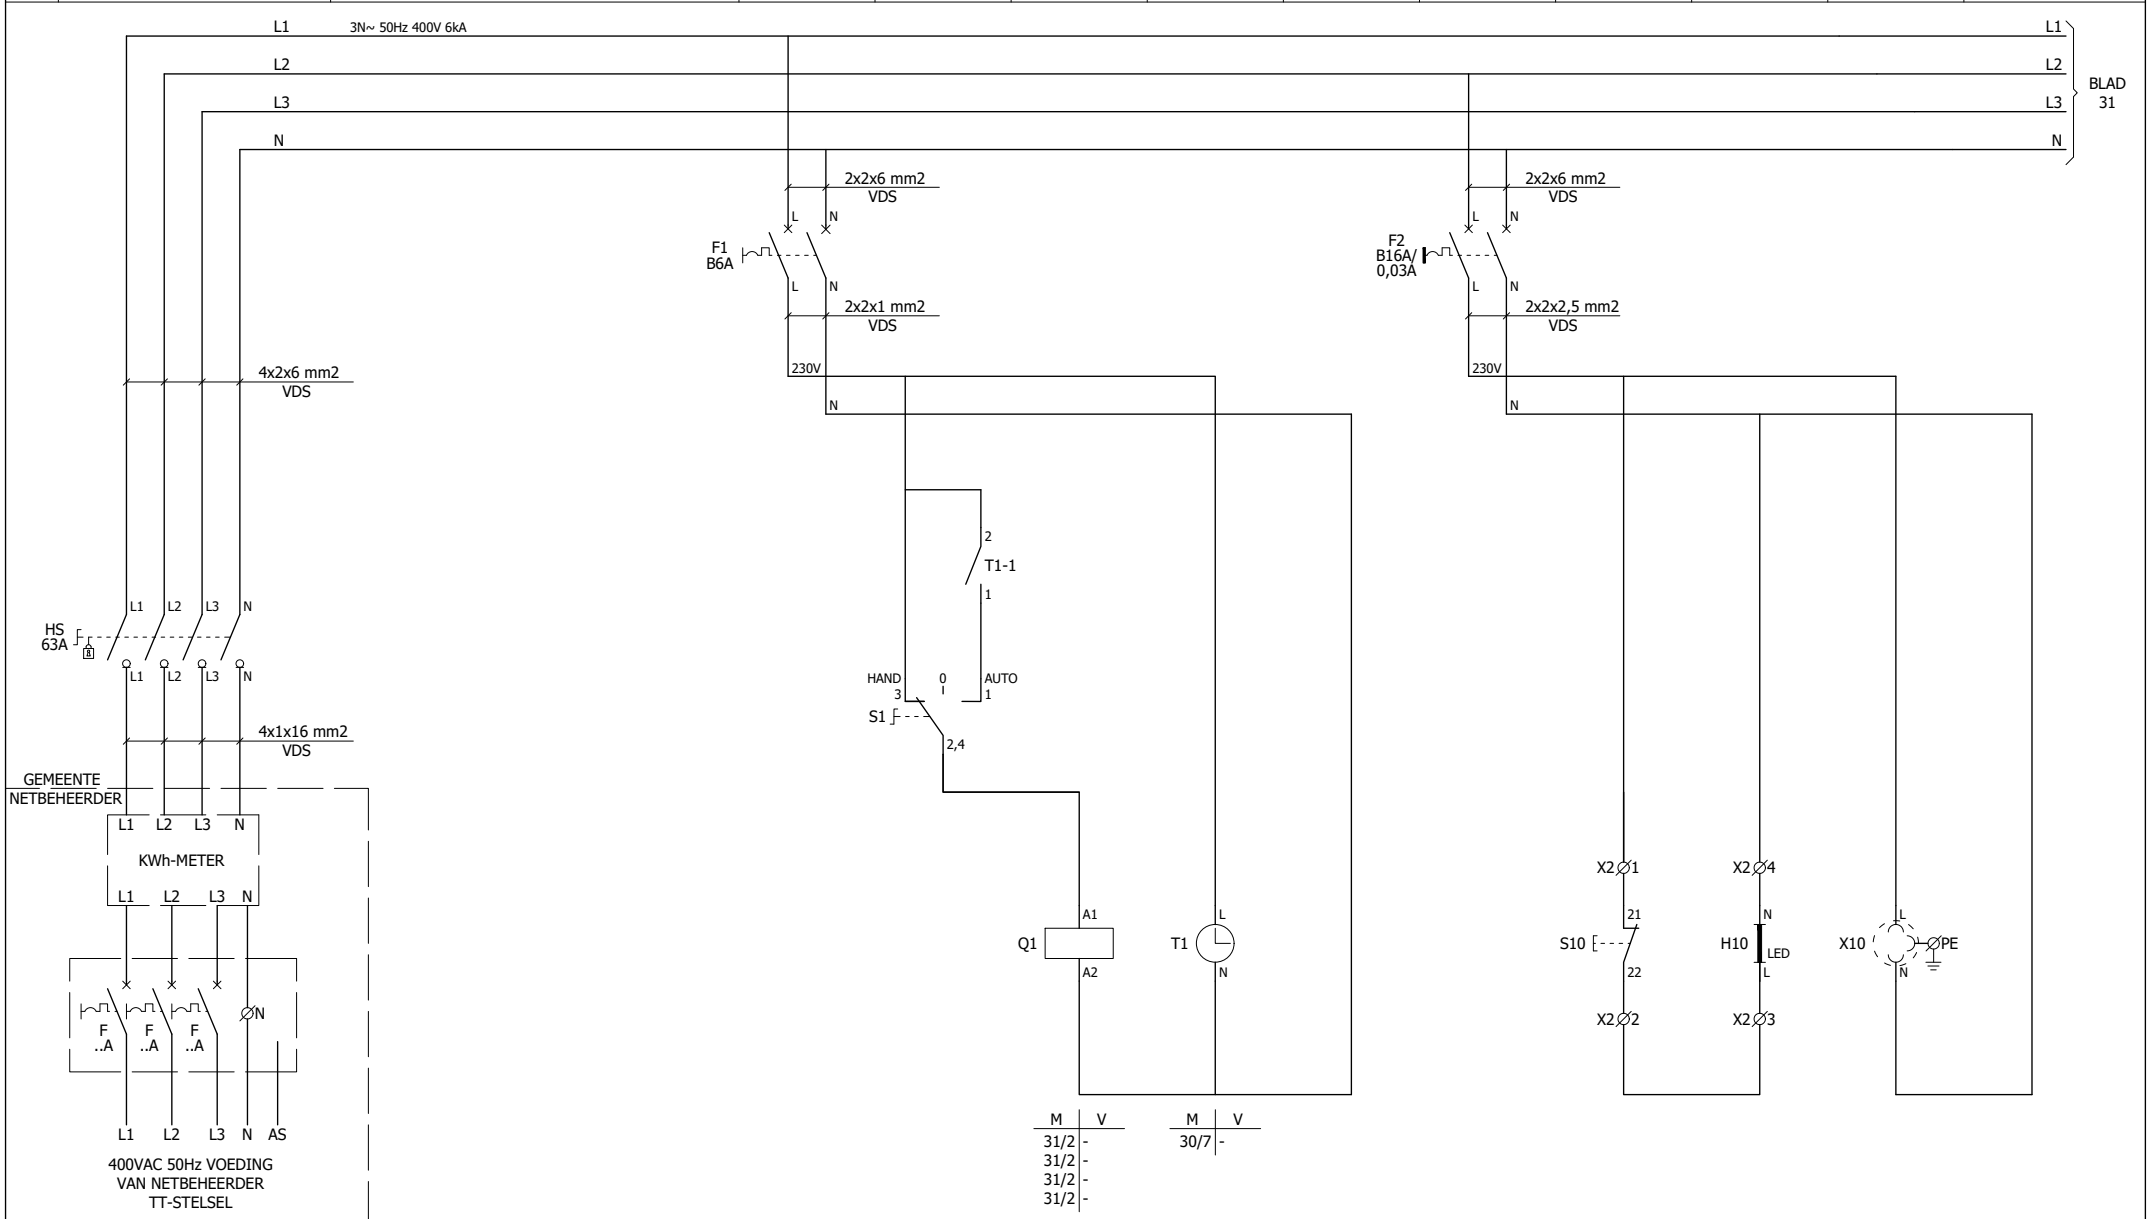 L1 3N~ 50Hz 400V 6kA L1
L2 L2
L3 L3
N N
BLAD
31
2x2x6 mm2
VDS
2x2x6 mm2
VDS
L N
F1
B6A
L N
2x2x1 mm2
VDS
L N
F2
B16A/
0,03A
L N
2x2x2,5 mm2
VDS
4x2x6 mm2
VDS
230V
N
230V
N
2
T1-1
1
L1 L2 L3 N
HS
63A
8
L1 L2 L3 N
HAND 0 AUTO
3 1
S1
2,4
4x1x16 mm2
VDS
GEMEENTE
NETBEHEERDER
L1 L2 L3 N
KWh-METER
L1 L2 L3 N
X2 1
X2 4
A1
Q1
A2
L
T1
N
21
S10
22
N
H10
LED
L
L
X10
PE
N
N
F F F
..A ..A ..A
X2 2
X2 3
L1 L2 L3 N AS
400VAC 50Hz VOEDING
VAN NETBEHEERDER
TT-STELSEL
M V
31/2 -
31/2 -
31/2 -
31/2 -
M V
30/7 -